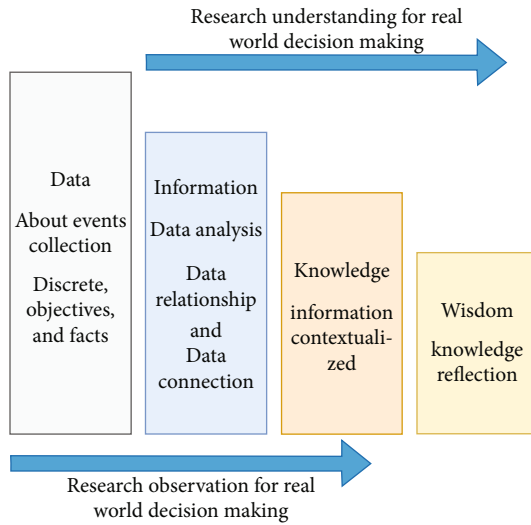 Research understanding for real
world decision making
Data
About events
collection
Discrete,
objectives,
and facts
Information
Data analysis
Data
relationship
and
Data
connection
Knowledge
information
contextuali-
zed
Wisdom
knowledge
reflection
Research observation for real
world decision making